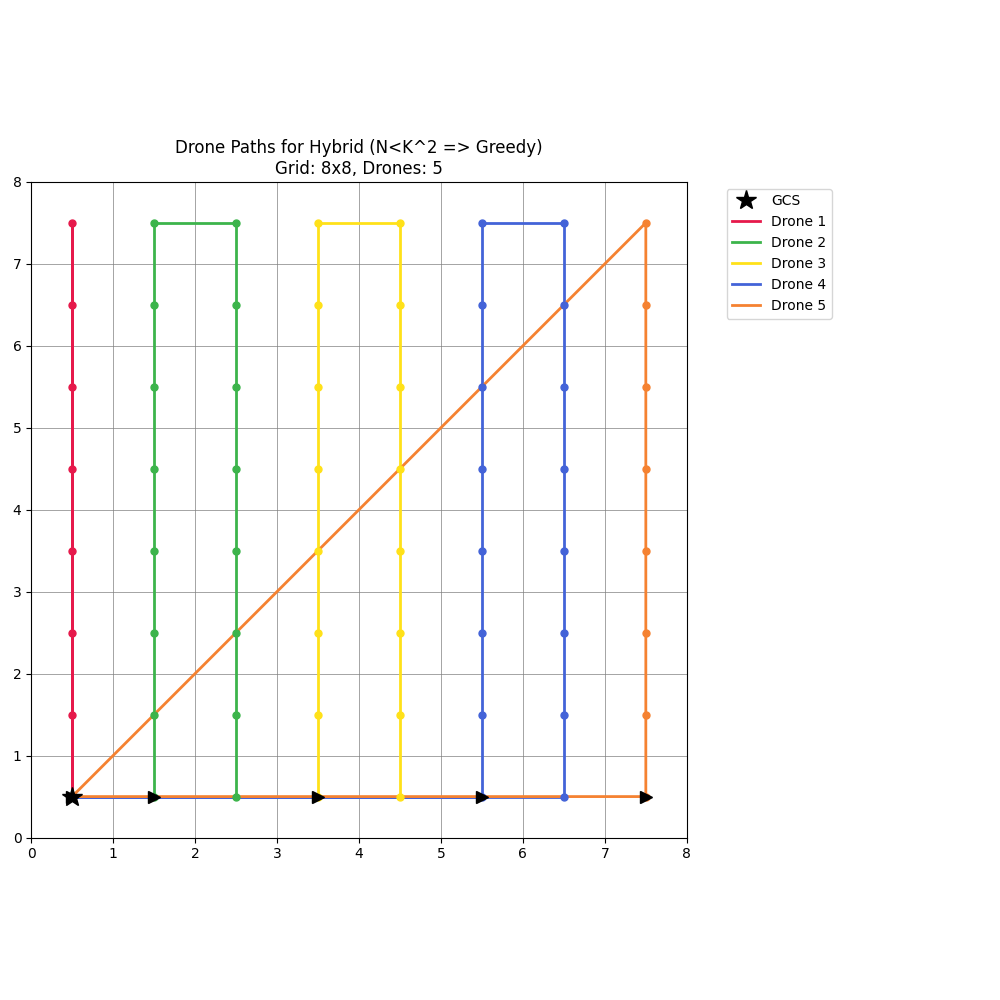 Drone Paths for Hybrid (N<K^2 => Greedy)
Grid: 8x8, Drones: 5
GCS
Drone 1
Drone 2
Drone 3
Drone 4
Drone 5
8
7
6
5
4
3
2
1
0
0 1 2 3 4 5 6 7 8